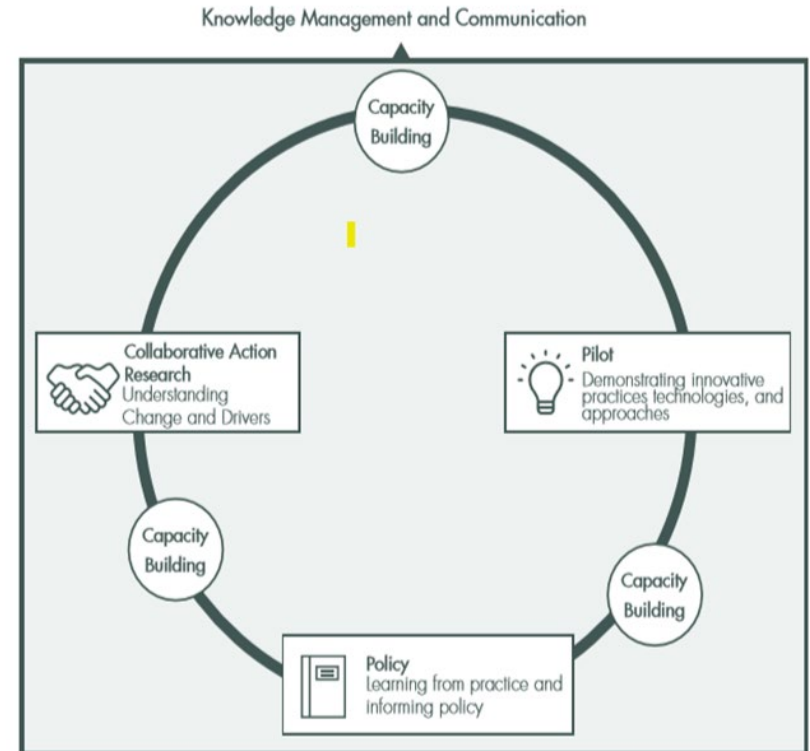 Knowledge Management and Communication
Capacity
Building
Collaborative Action
Research
Understanding
Change and Drivers
Pilot
Demonstrating innovative
practices technologies, and
approaches
Capacity
Building
Capacity
Building
Policy
Learning from practice and
informing policy